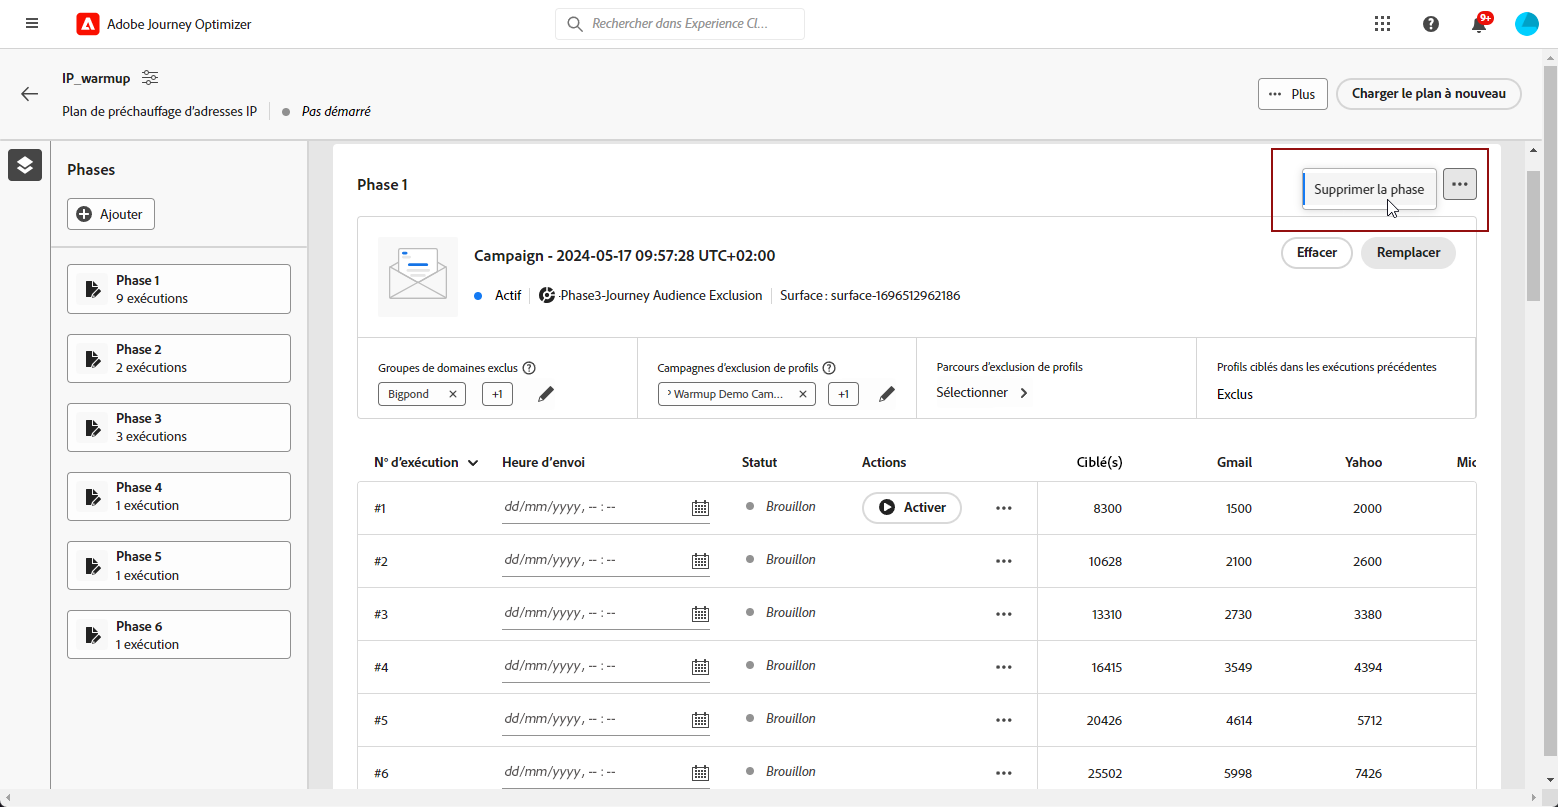 Adobe Journey Optimizer
Rechercher dans Experience Cl...
9+
IP_warmup
Plan de préchauffage d’adresses IP
Pas démarré
Plus
Charger le plan à nouveau
Phases
Ajouter
Phase 1
9 exécutions
Phase 2
2 exécutions
Phase 3
3 exécutions
Phase 4
1 exécution
Phase 5
1 exécution
Phase 6
1 exécution
Phase 1
Supprimer la phase
Campaign - 2024-05-17 09:57:28 UTC+02:00
Effacer
Remplacer
Actif
Phase3-Journey Audience Exclusion
Surface : surface-1696512962186
Groupes de domaines exclus
Bigpond
+1
Campagnes d’exclusion de profils
Warmup Demo Cam...
+1
Parcours d’exclusion de profils
Sélectionner
Profils ciblés dans les exécutions précédentes
Exclus
N° d’exécution Heure d’envoi Statut Actions Ciblé(s) Gmail Yahoo Mic
#1 dd/mm/yyyy, -- : -- Brouillon Activer 8300 1500 2000
#2 dd/mm/yyyy, -- : -- Brouillon 10628 2100 2600
#3 dd/mm/yyyy, -- : -- Brouillon 13310 2730 3380
#4 dd/mm/yyyy, -- : -- Brouillon 16415 3549 4394
#5 dd/mm/yyyy, -- : -- Brouillon 20426 4614 5712
#6 dd/mm/yyyy, -- : -- Brouillon 25502 5998 7426